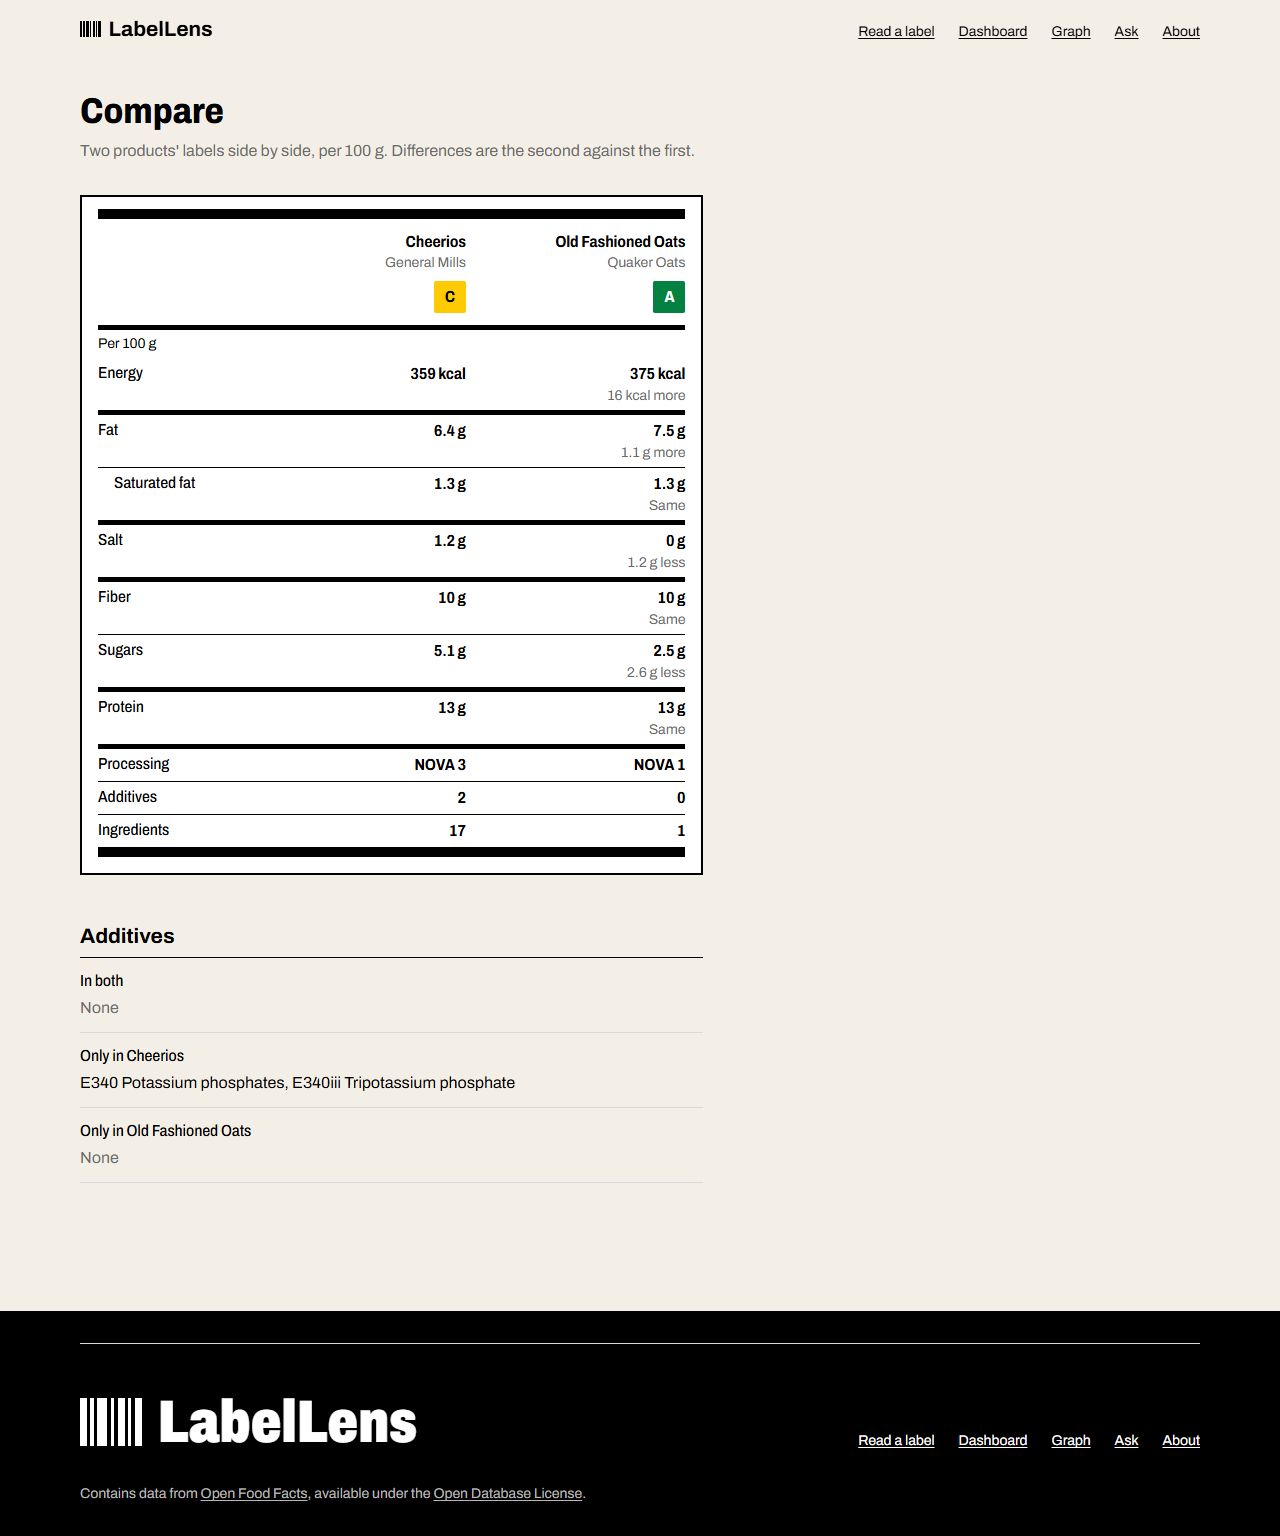 LabelLens
Read a label Dashboard Graph Ask About
Compare
Two products' labels side by side, per 100 g. Differences are the second against the first.
Cheerios Old Fashioned Oats
General Mills Quaker Oats
C A
Per 100 g
Energy 359 kcal 375 kcal
16 kcal more
Fat 6.4 g 7.5 g
1.1 g more
Saturated fat 1.3 g 1.3 g
Same
Salt 1.2 g 0 g
1.2 g less
Fiber 10 g 10 g
Same
Sugars 5.1 g 2.5 g
2.6 g less
Protein 13 g 13 g
Same
Processing NOVA 3 NOVA 1
Additives 2 0
Ingredients 17 1
Additives
In both
None
Only in Cheerios
E340 Potassium phosphates, E340iii Tripotassium phosphate
Only in Old Fashioned Oats
None
LabelLens
Read a label Dashboard Graph Ask About
Contains data from Open Food Facts, available under the Open Database License.